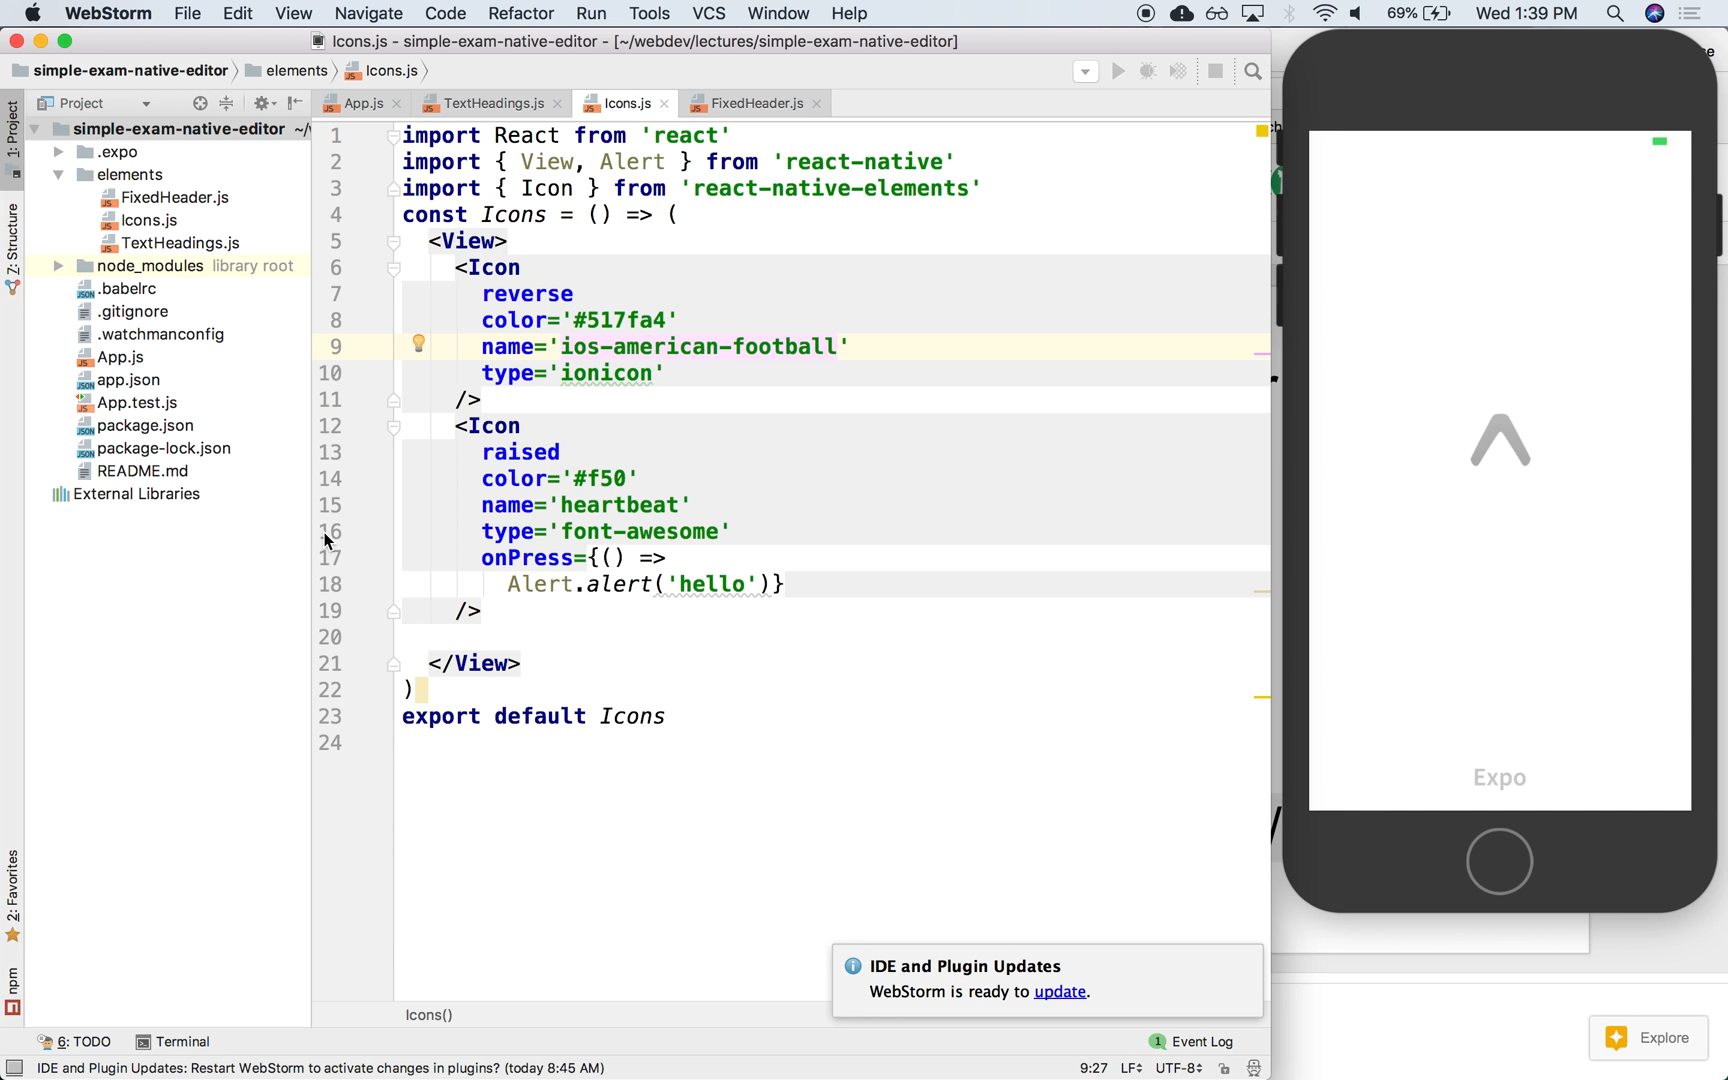 WebStorm File Edit View Navigate Code Refactor Run Tools VCS Window Help 69% Wed 1:39 PM
Icons.js - simple-exam-native-editor - [~/webdev/lectures/simple-exam-native-editor]
simple-exam-native-editor elements Icons.js
Project App.js TextHeadings.js Icons.js FixedHeader.js
1: Project
Z: Structure
2: Favorites
npm
simple-exam-native-editor ~/
.expo
elements
FixedHeader.js
Icons.js
TextHeadings.js
node_modules library root
.babelrc
.gitignore
.watchmanconfig
App.js
app.json
App.test.js
package.json
package-lock.json
README.md
External Libraries
1 import React from 'react'
2 import { View, Alert } from 'react-native'
3 import { Icon } from 'react-native-elements'
4 const Icons = () => (
5 <View>
6 <Icon
7 reverse
8 color='#517fa4'
9 name='ios-american-football'
10 type='ionicon'
11 />
12 <Icon
13 raised
14 color='#f50'
15 name='heartbeat'
16 type='font-awesome'
17 onPress={() =>
18 Alert.alert('hello')}
19 />
20
21 </View>
22 )
23 export default Icons
24
Icons()
IDE and Plugin Updates
WebStorm is ready to update.
Expo
Explore
6: TODO Terminal 1 Event Log
IDE and Plugin Updates: Restart WebStorm to activate changes in plugins? (today 8:45 AM) 9:27 LF UTF-8